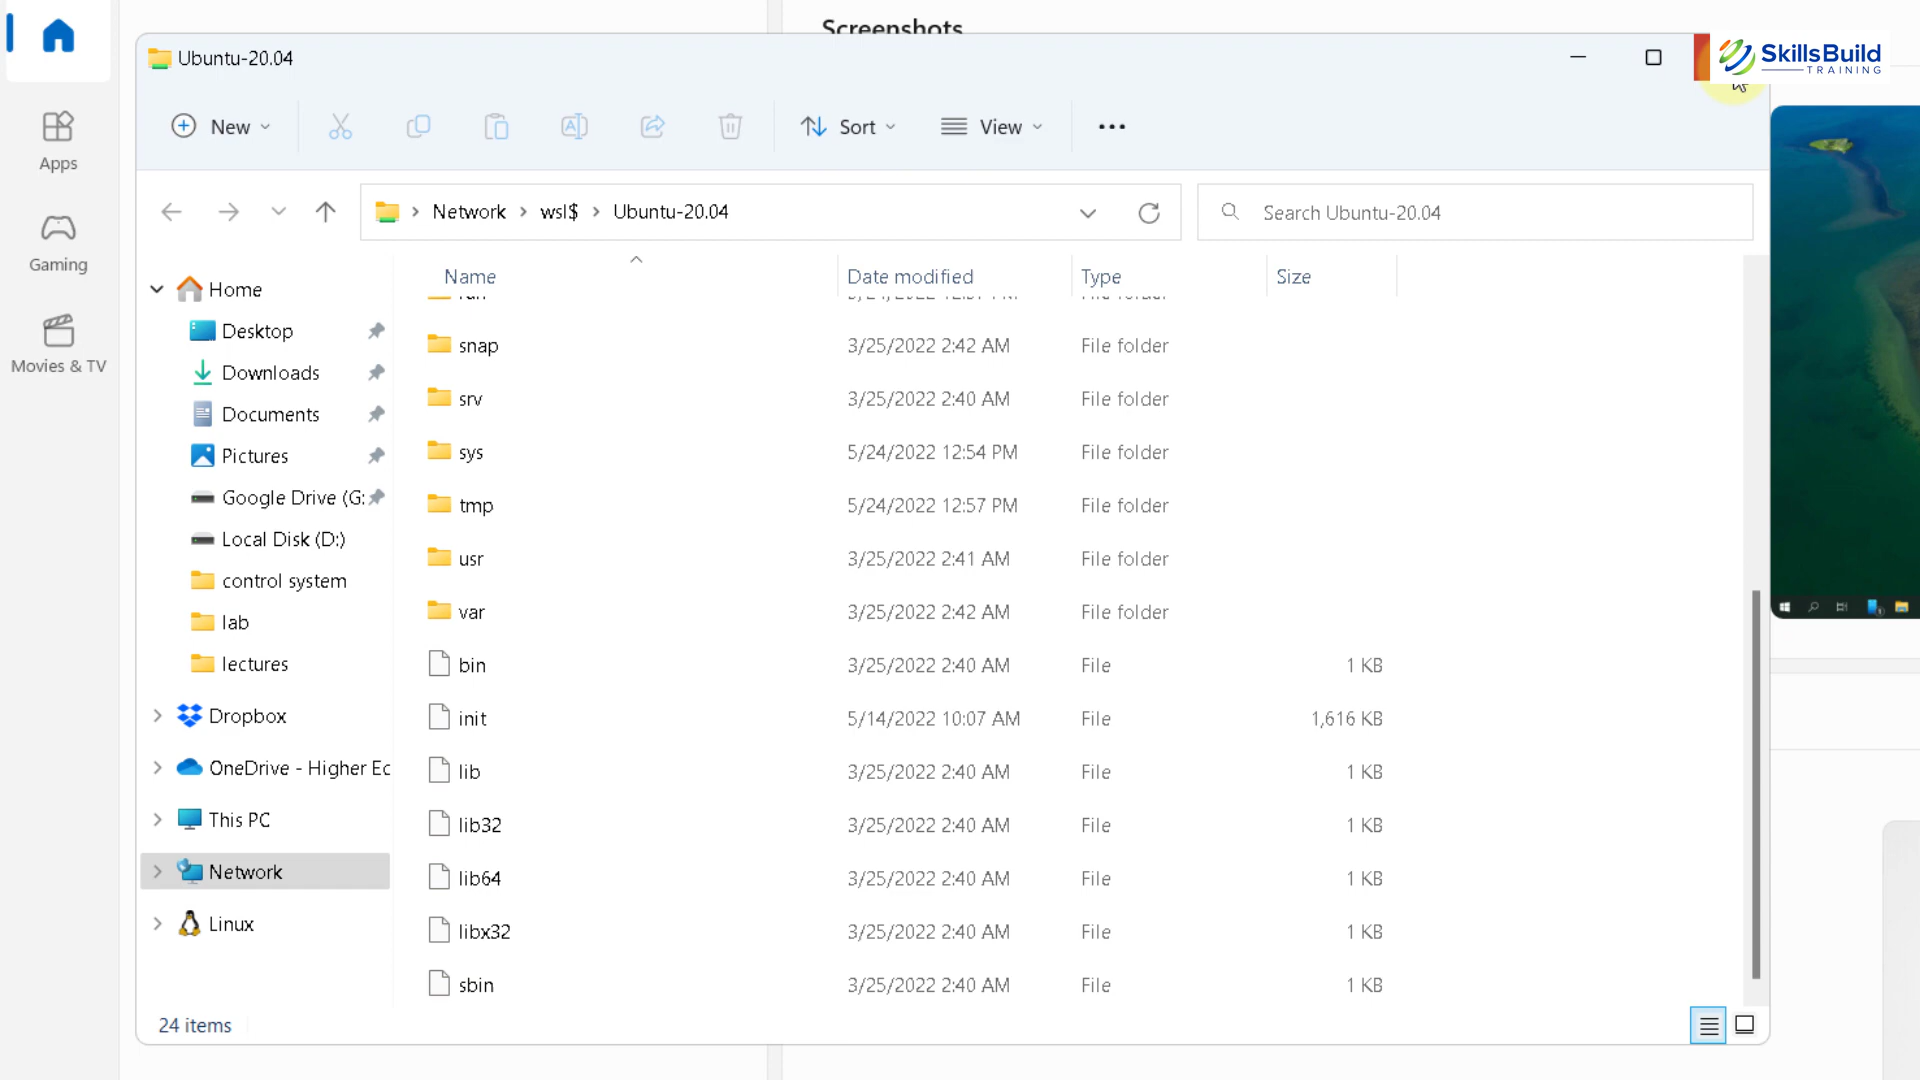 Screenshots
Ubuntu-20.04
SkillsBuild
TRAINING
New
Sort
View
Apps
Gaming
Movies & TV
Network
wsl$
Ubuntu-20.04
Search Ubuntu-20.04
Name
Date modified
Type
Size
Home
Desktop
Downloads
Documents
Pictures
Google Drive (G:
Local Disk (D:)
control system
lab
lectures
Dropbox
OneDrive - Higher Ec
This PC
Network
Linux
snap 3/25/2022 2:42 AM File folder
srv 3/25/2022 2:40 AM File folder
sys 5/24/2022 12:54 PM File folder
tmp 5/24/2022 12:57 PM File folder
usr 3/25/2022 2:41 AM File folder
var 3/25/2022 2:42 AM File folder
bin 3/25/2022 2:40 AM File 1 KB
init 5/14/2022 10:07 AM File 1,616 KB
lib 3/25/2022 2:40 AM File 1 KB
lib32 3/25/2022 2:40 AM File 1 KB
lib64 3/25/2022 2:40 AM File 1 KB
libx32 3/25/2022 2:40 AM File 1 KB
sbin 3/25/2022 2:40 AM File 1 KB
24 items